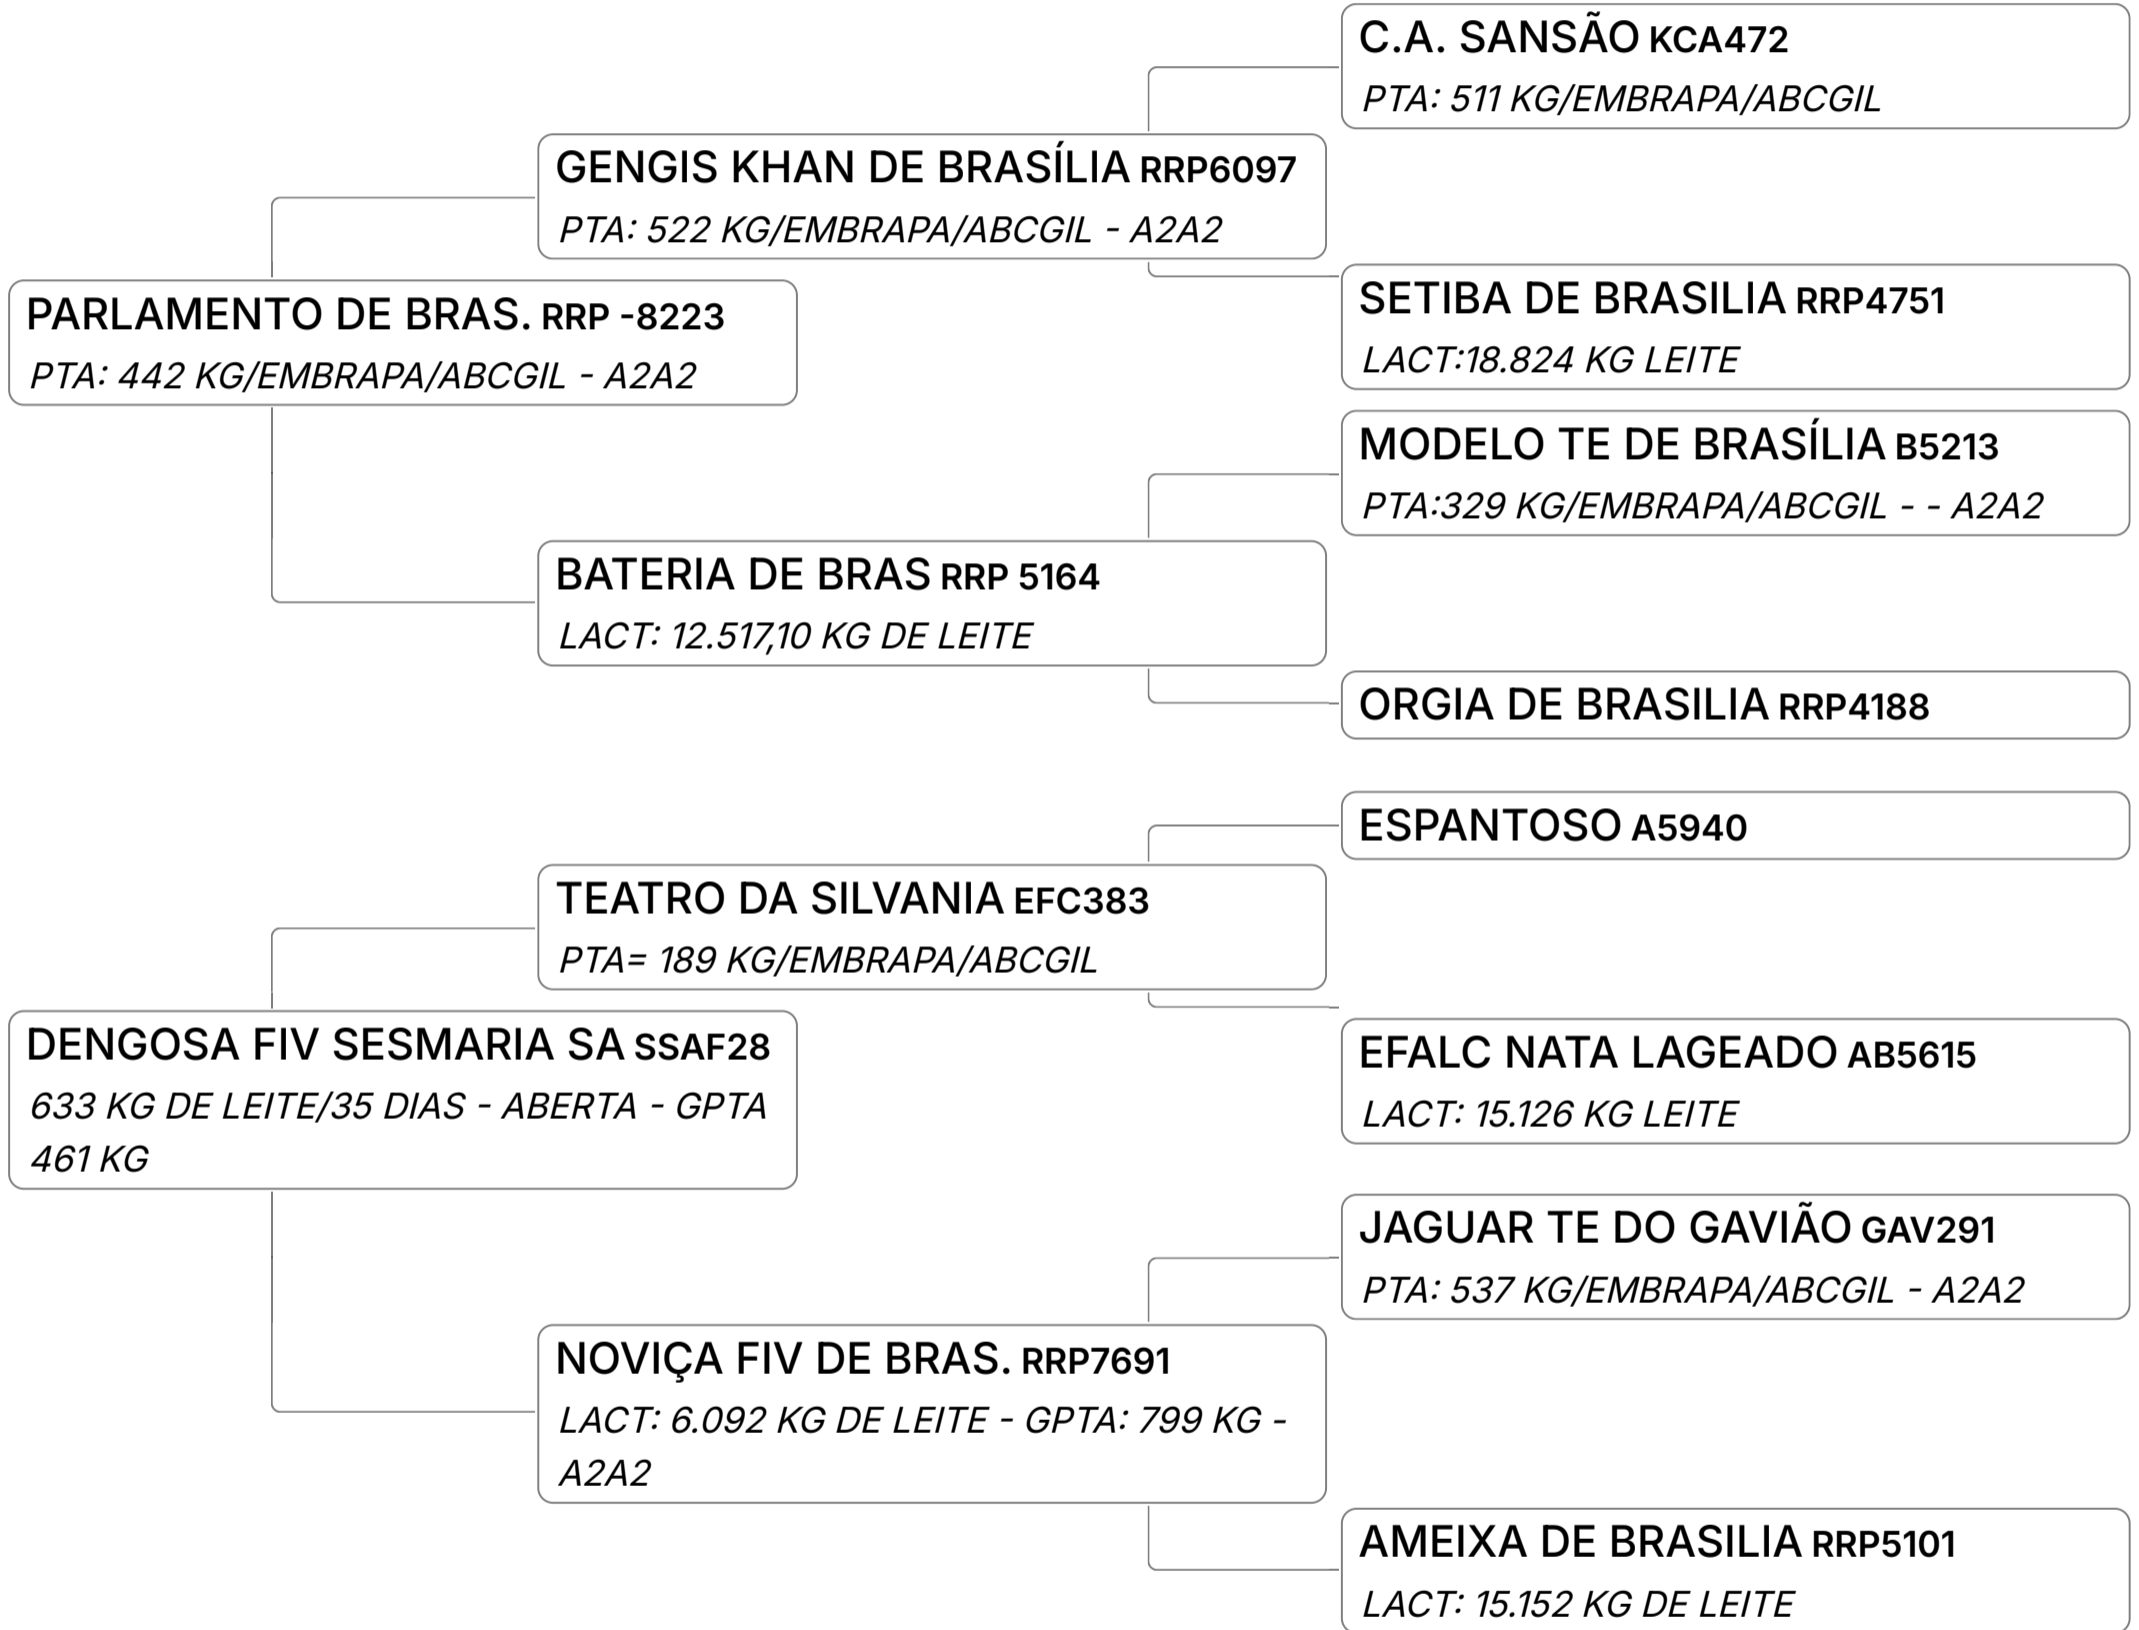 C.A. SANSÃO KCA472
PTA: 511 KG/EMBRAPA/ABCGIL
GENGIS KHAN DE BRASÍLIA RRP6097
PTA: 522 KG/EMBRAPA/ABCGIL - A2A2
SETIBA DE BRASILIA RRP4751
LACT:18.824 KG LEITE
PARLAMENTO DE BRAS. RRP -8223
PTA: 442 KG/EMBRAPA/ABCGIL - A2A2
MODELO TE DE BRASÍLIA B5213
PTA:329 KG/EMBRAPA/ABCGIL - - A2A2
BATERIA DE BRAS RRP 5164
LACT: 12.517,10 KG DE LEITE
ORGIA DE BRASILIA RRP4188
ESPANTOSO A5940
TEATRO DA SILVANIA EFC383
PTA= 189 KG/EMBRAPA/ABCGIL
EFALC NATA LAGEADO AB5615
LACT: 15.126 KG LEITE
DENGOSA FIV SESMARIA SA SSAF28
633 KG DE LEITE/35 DIAS - ABERTA - GPTA
461 KG
JAGUAR TE DO GAVIÃO GAV291
PTA: 537 KG/EMBRAPA/ABCGIL - A2A2
NOVIÇA FIV DE BRAS. RRP7691
LACT: 6.092 KG DE LEITE - GPTA: 799 KG -
A2A2
AMEIXA DE BRASILIA RRP5101
LACT: 15.152 KG DE LEITE